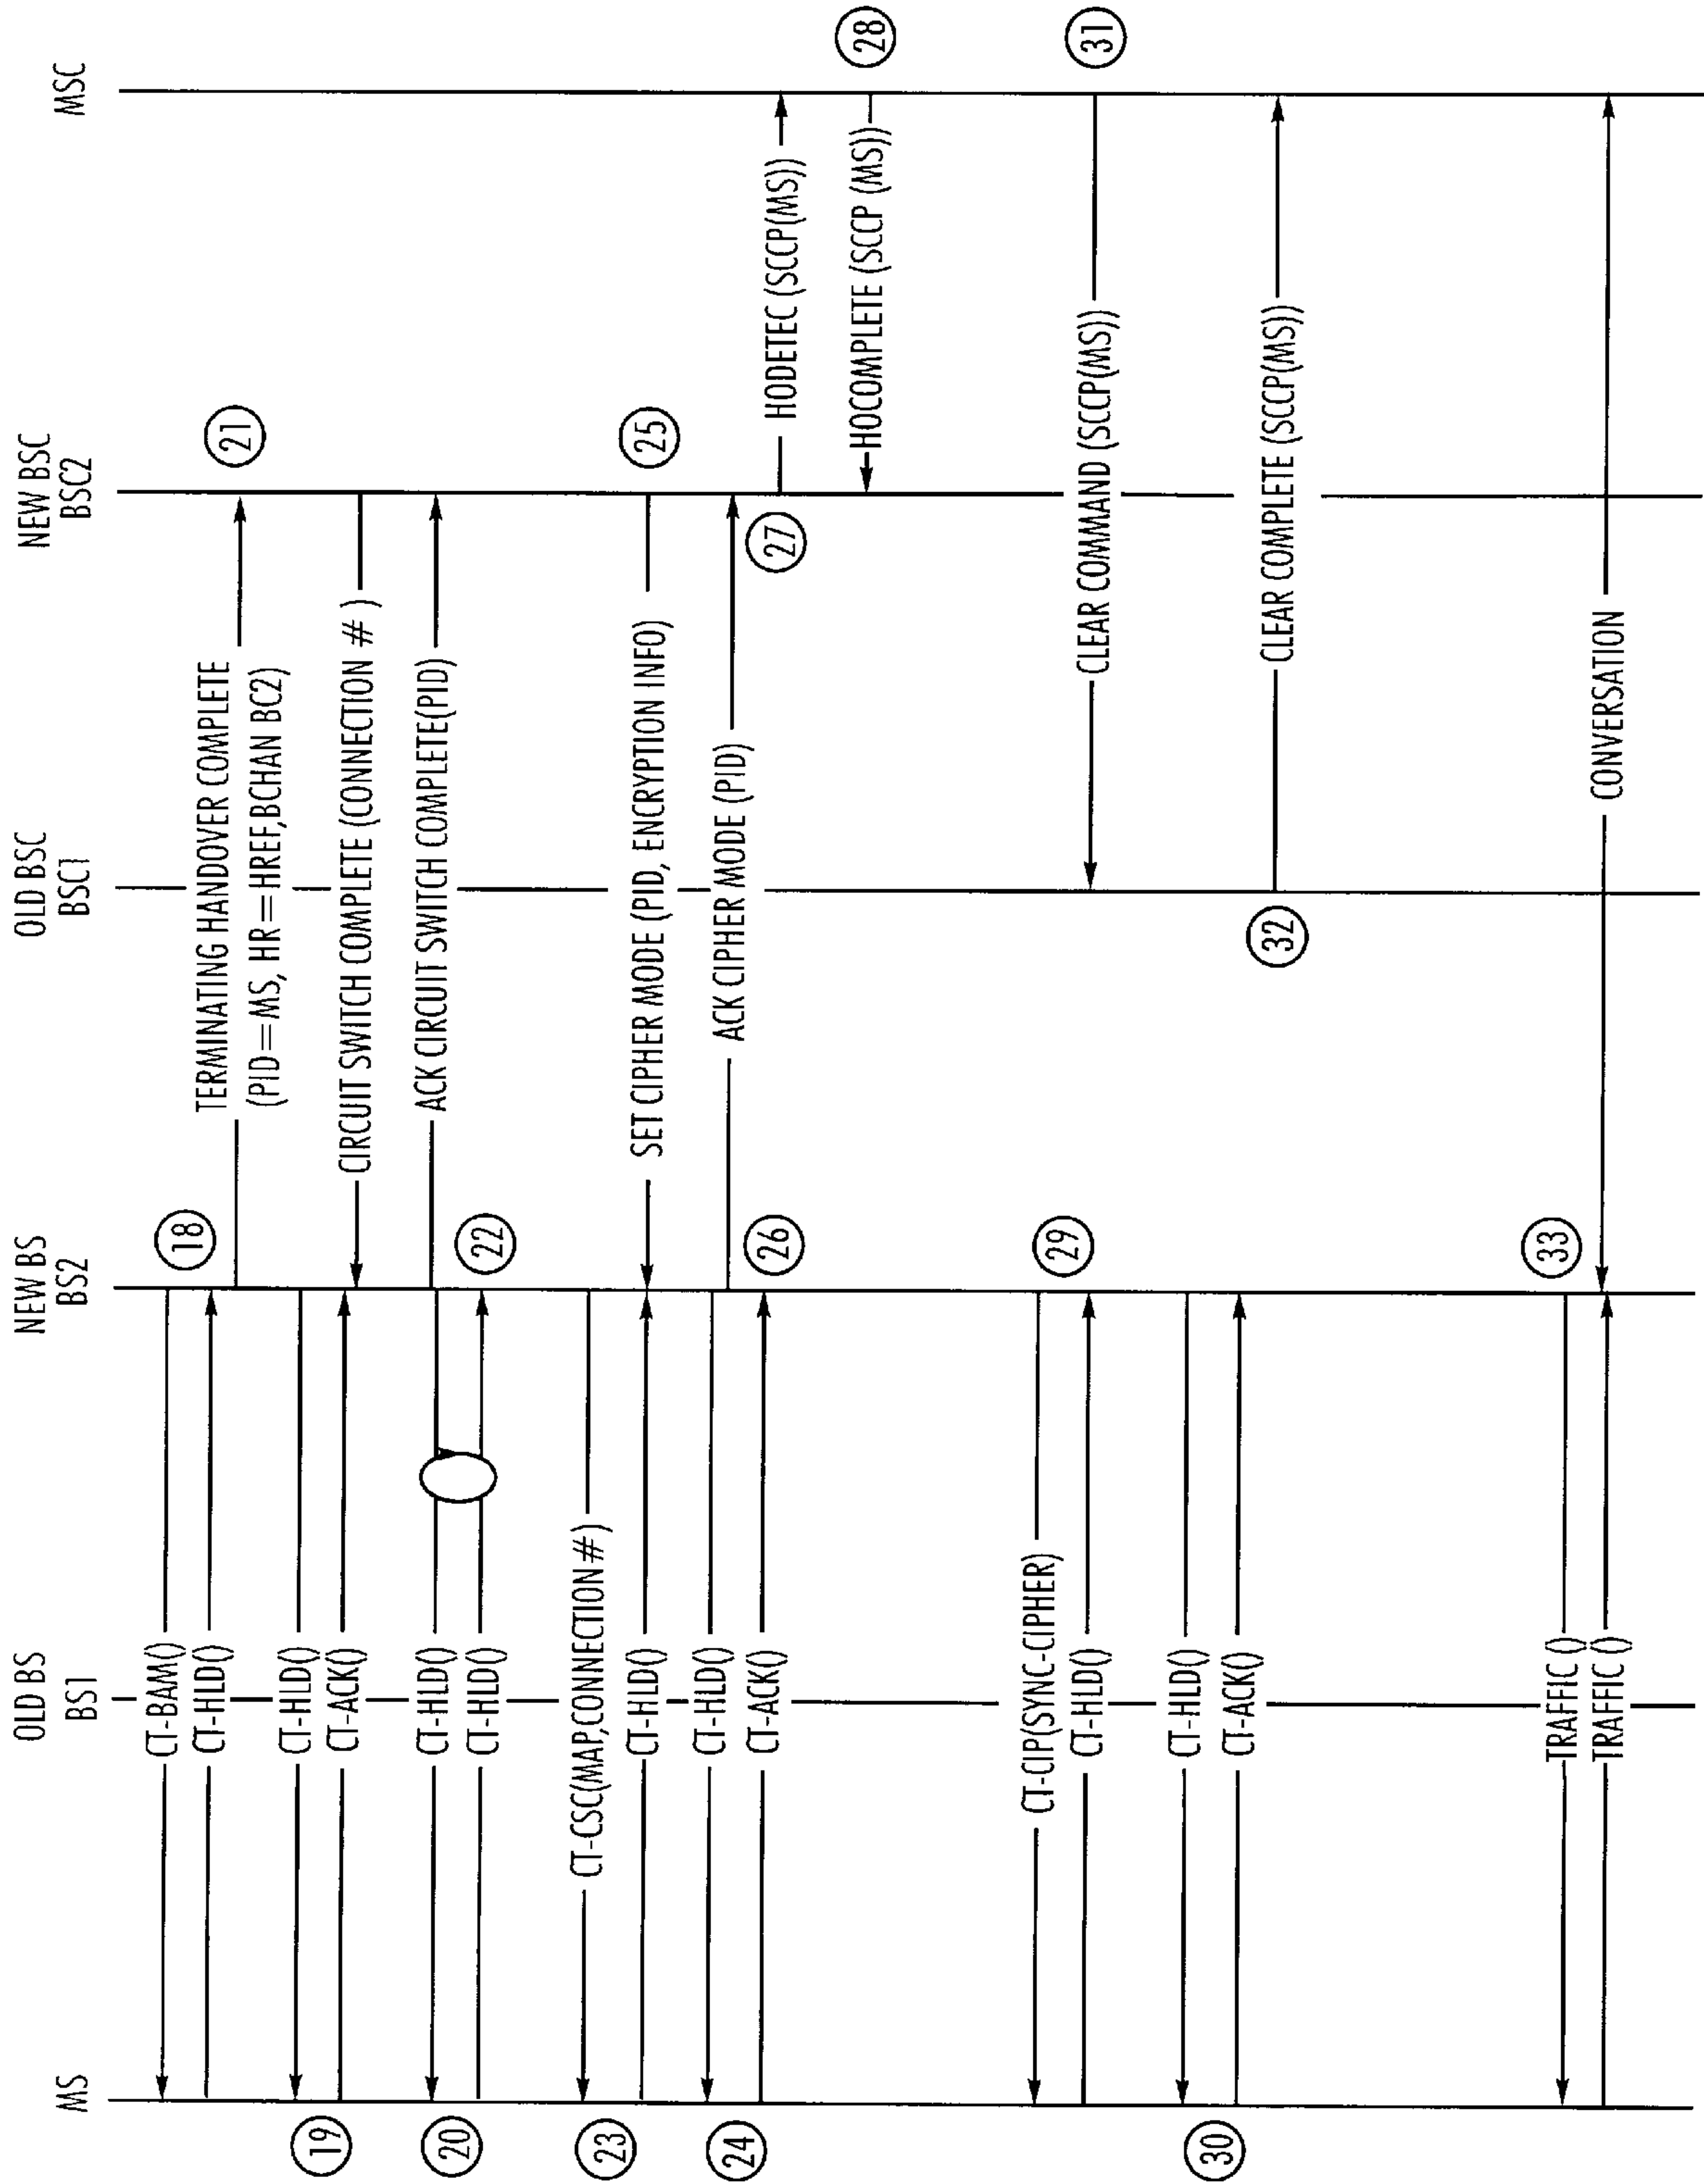 MS
OLD BS
BS1
NEW BS
BS2
OLD BSC
BSC1
NEW BSC
BSC2
MSC
CT-BAM()
18
CT-HLD()
TERMINATING HANDOVER COMPLETE
(PID=MS, HR=HREF,BCHAN BC2)
21
19
CT-HLD()
CT-ACK()
CIRCUIT SWITCH COMPLETE (CONNECTION #)
20
CT-HLD()
CT-HLD()
22
ACK CIRCUIT SWITCH COMPLETE(PID)
23
CT-CSC(MAP,CONNECTION#)
CT-HLD()
SET CIPHER MODE (PID, ENCRYPTION INFO)
25
24
CT-HLD()
CT-ACK()
26
ACK CIPHER MODE (PID)
27
HODETEC (SCCP(MS))
HOCOMPLETE (SCCP (MS))
28
CT-CIP(SYNC-CIPHER)
CT-HLD()
29
CLEAR COMMAND (SCCP(MS))
31
30
CT-HLD()
CT-ACK()
32
CLEAR COMPLETE (SCCP(MS))
TRAFFIC ()
TRAFFIC ()
33
CONVERSATION